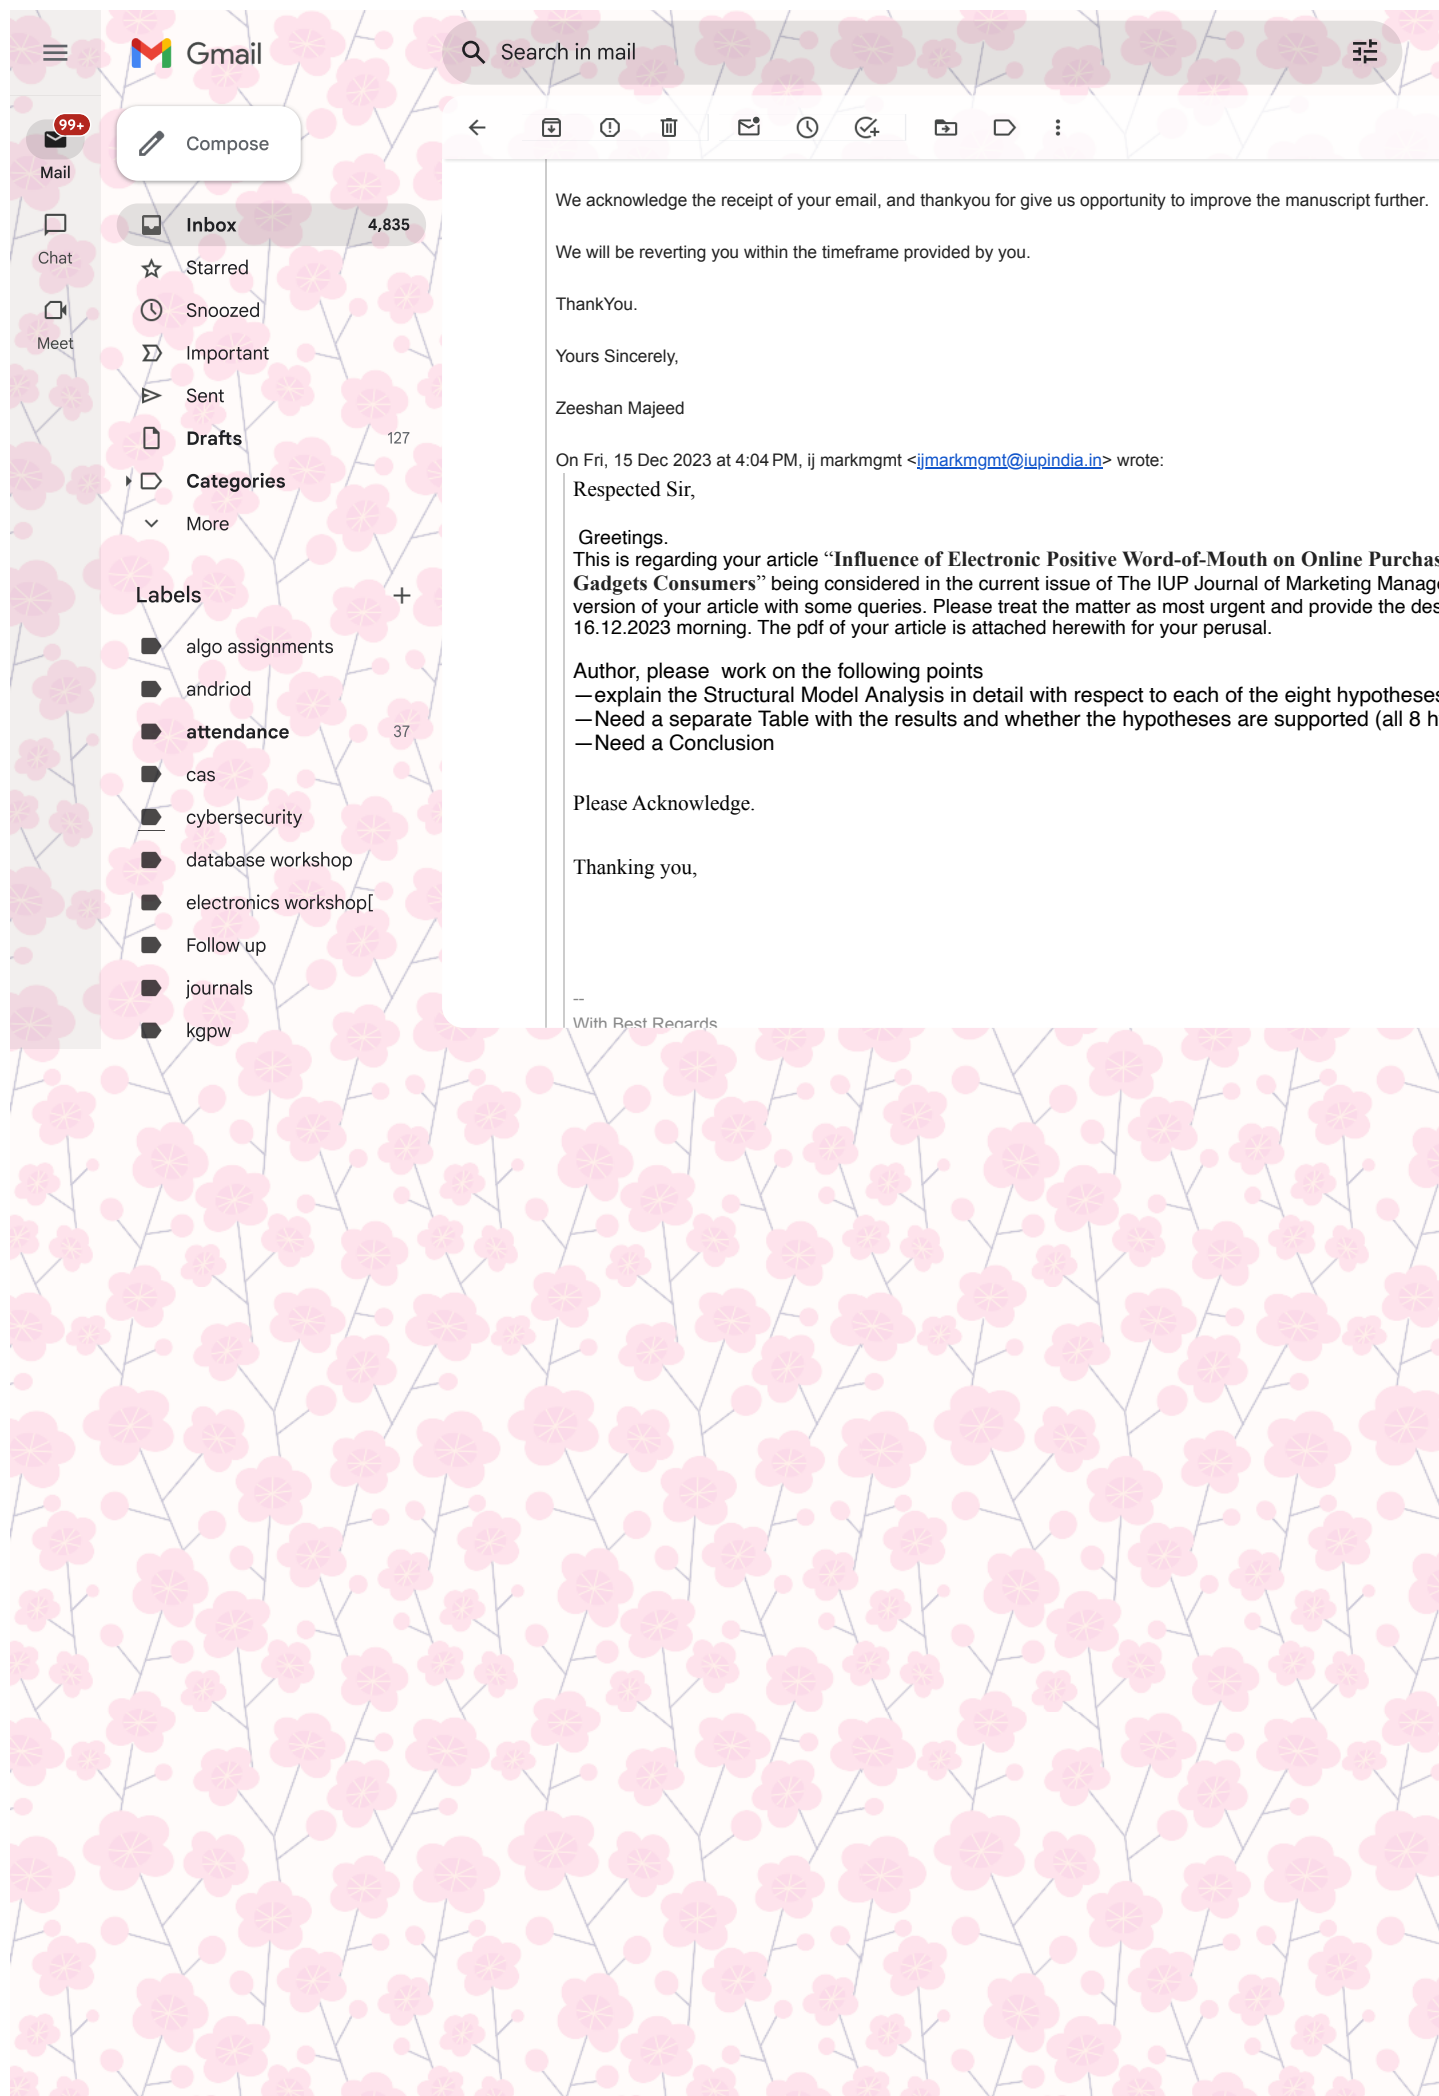 Gmail
Search in mail
99+
Mail
Chat
Meet
Compose
Inbox 4,835
Starred
Snoozed
Important
Sent
Drafts 127
Categories
More
Labels
algo assignments
andriod
attendance 37
cas
cybersecurity
database workshop
electronics workshop[
Follow up
journals
kgpw
We acknowledge the receipt of your email, and thankyou for give us opportunity to improve the manuscript further.
We will be reverting you within the timeframe provided by you.
ThankYou.
Yours Sincerely,
Zeeshan Majeed
On Fri, 15 Dec 2023 at 4:04 PM, ij markmgmt <ijmarkmgmt@iupindia.in> wrote:
Respected Sir,
Greetings.
This is regarding your article “Influence of Electronic Positive Word-of-Mouth on Online Purchas
Gadgets Consumers” being considered in the current issue of The IUP Journal of Marketing Manag
version of your article with some queries. Please treat the matter as most urgent and provide the des
16.12.2023 morning. The pdf of your article is attached herewith for your perusal.
Author, please  work on the following points
—explain the Structural Model Analysis in detail with respect to each of the eight hypotheses
—Need a separate Table with the results and whether the hypotheses are supported (all 8 h
—Need a Conclusion
Please Acknowledge.
Thanking you,
--
With Best Regards